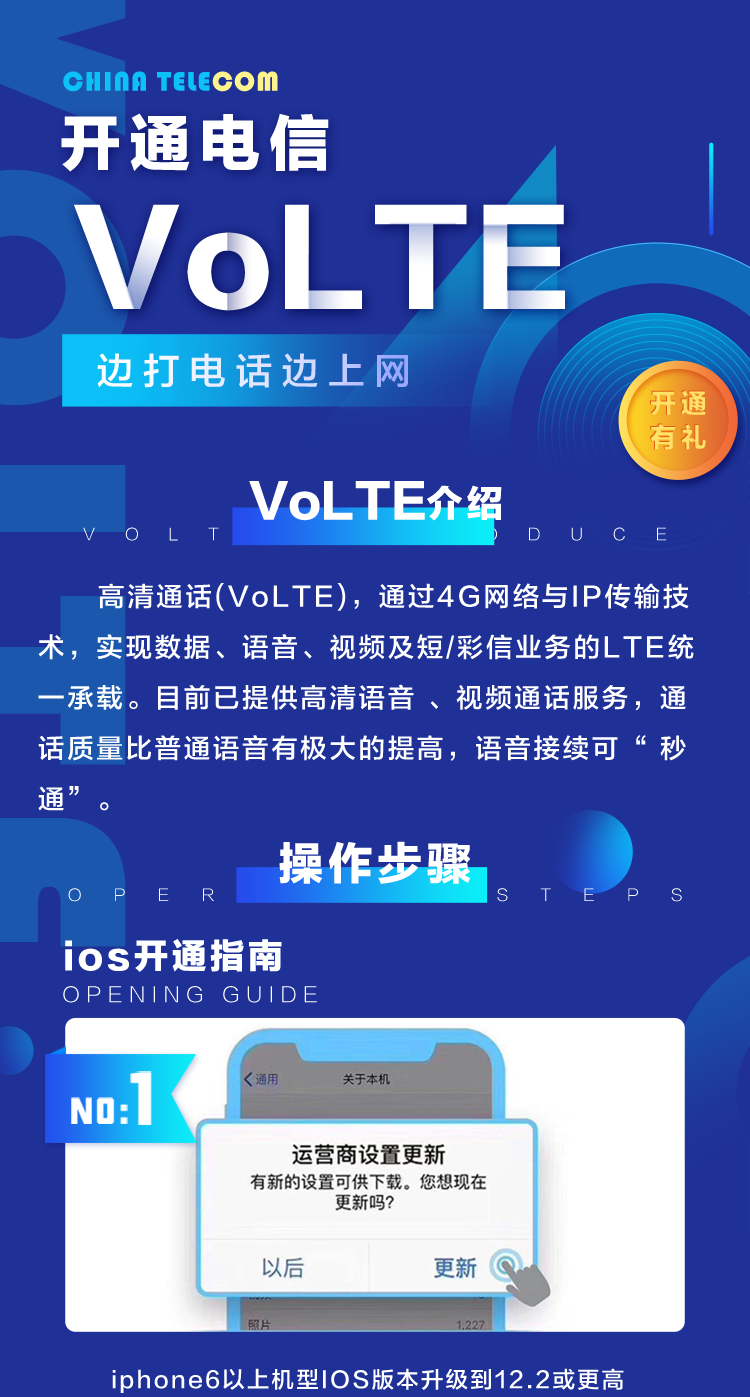 CHINA TELECOM
开通电信
VoLTE
边打电话边上网
开通
有礼
VoLTE介绍
VOLT
ODUCE
高清通话(VoLTE)，通过4G网络与IP传输技
术，实现数据、语音、视频及短/彩信业务的LTE统
一承载。目前已提供高清语音 、视频通话服务，通
话质量比普通语音有极大的提高，语音接续可“ 秒
通”。
操作步骤
OPER
STEPS
ios开通指南
OPENING GUIDE
NO:1
通用
关于本机
运营商设置更新
有新的设置可供下载。您想现在
更新吗?
以后
更新
照片
1,227
iphone6以上机型IOS版本升级到12.2或更高